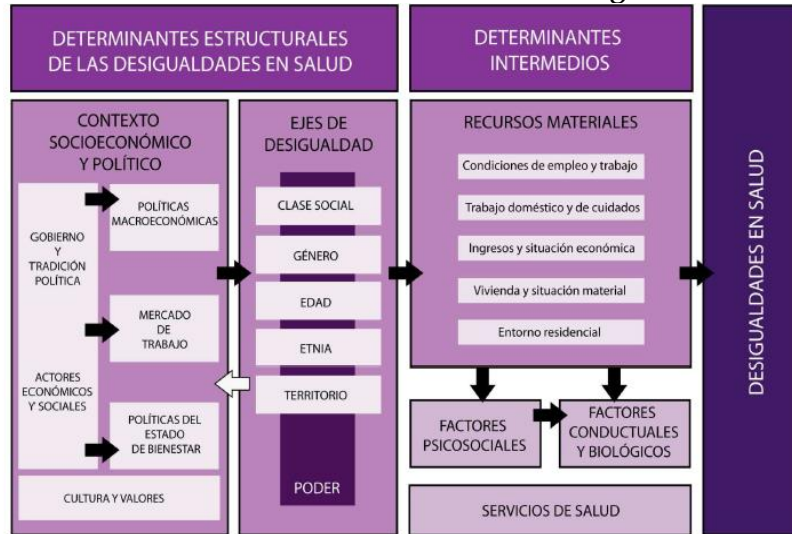 DETERMINANTES ESTRUCTURALES
DE LAS DESIGUALDADES EN SALUD
DETERMINANTES
INTERMEDIOS
CONTEXTO
SOCIOECONÓMICO
Y POLÍTICO
GOBIERNO
Y
TRADICIÓN
POLÍTICA
ACTORES
ECONÓMICOS
Y SOCIALES
POLÍTICAS
MACROECONÓMICAS
MERCADO
DE
TRABAJO
POLÍTICAS DEL
ESTADO
DE BIENESTAR
CULTURA Y VALORES
EJES DE
DESIGUALDAD
CLASE SOCIAL
GÉNERO
EDAD
ETNIA
TERRITORIO
PODER
RECURSOS MATERIALES
Condiciones de empleo y trabajo
Trabajo doméstico y de cuidados
Ingresos y situación económica
Vivienda y situación material
Entorno residencial
FACTORES
PSICOSOCIALES
FACTORES
CONDUCTUALES
Y BIOLÓGICOS
SERVICIOS DE SALUD
DESIGUALDADES EN SALUD